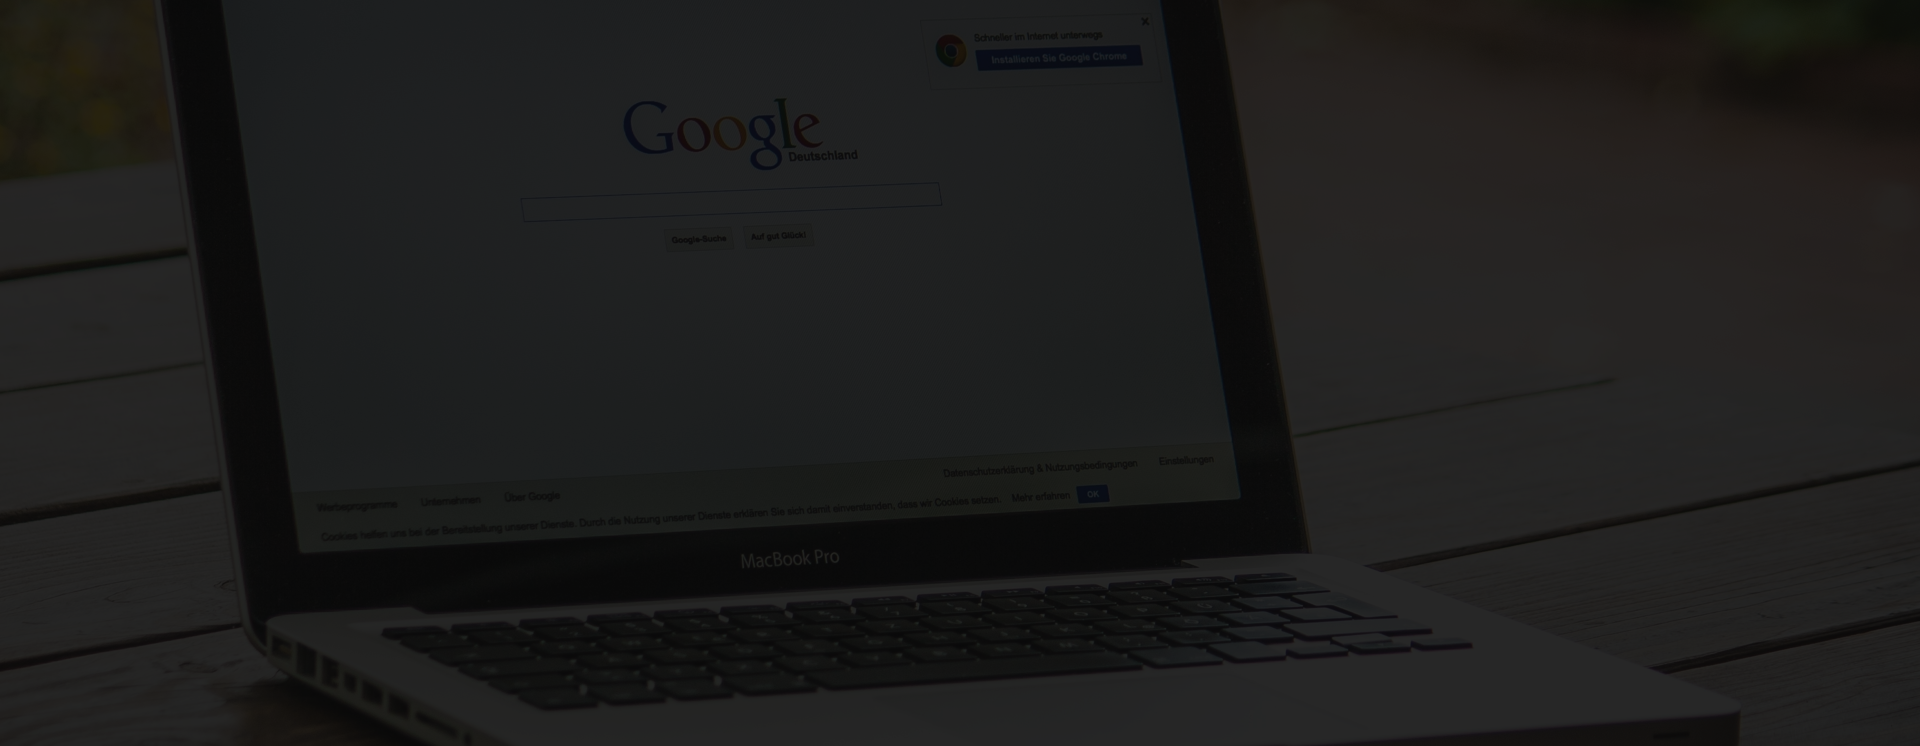 Schneller im Internet unterwegs
X
Installieren Sie Google Chrome
Google
Deutschland
Google-Suche
Auf gut Glück!
Datenschutzerklärung & Nutzungsbedingungen
Einstellungen
Werbeprogramme
Unternehmen
Über Google
Cookies helfen uns bei der Bereitstellung unserer Dienste. Durch die Nutzung unserer Dienste erklären Sie sich damit einverstanden, dass wir Cookies setzen. Mehr erfahren OK
MacBook Pro